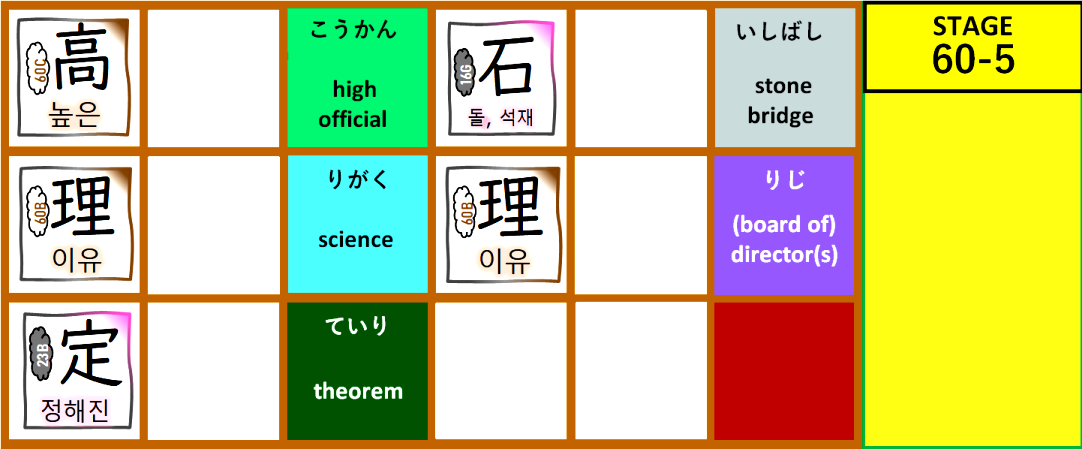 60C
高
높은
こうかん
high
official
16G
石
돌, 석재
いしばし
stone
bridge
STAGE
60-5
60B
理
이유
りがく
science
60B
理
이유
りじ
(board of)
director(s)
23B
定
정해진
ていり
theorem